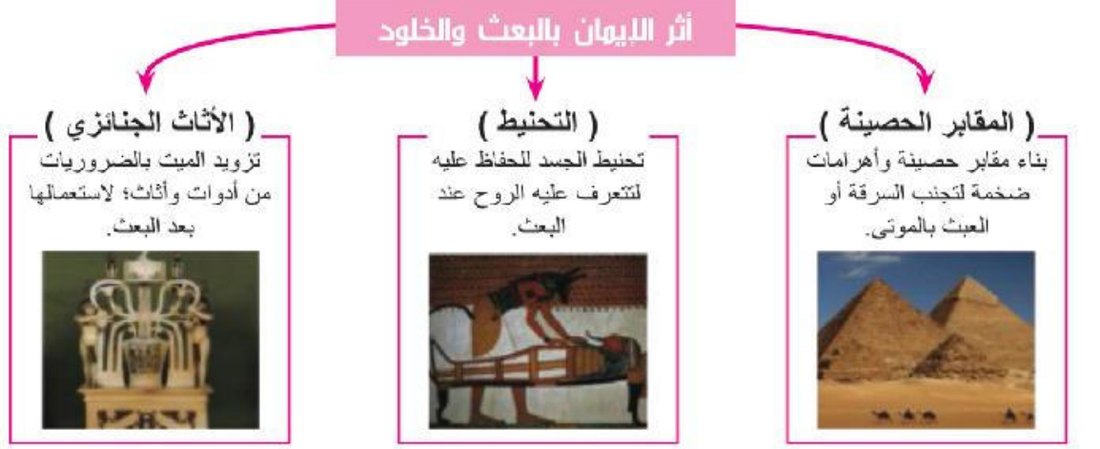 أثر الإيمان بالبعث والخلود
( المقابر الحصينة )
بناء مقابر حصينة وأهرامات
ضخمة لتجنب السرقة أو
العبث بالموتى.
( التحنيط )
تحنيط الجسد للحفاظ عليه
لتتعرف عليه الروح عند
البعث.
( الأثاث الجنائزي )
تزويد الميت بالضروريات
من أدوات وأثاث؛ لاستعمالها
بعد البعث.